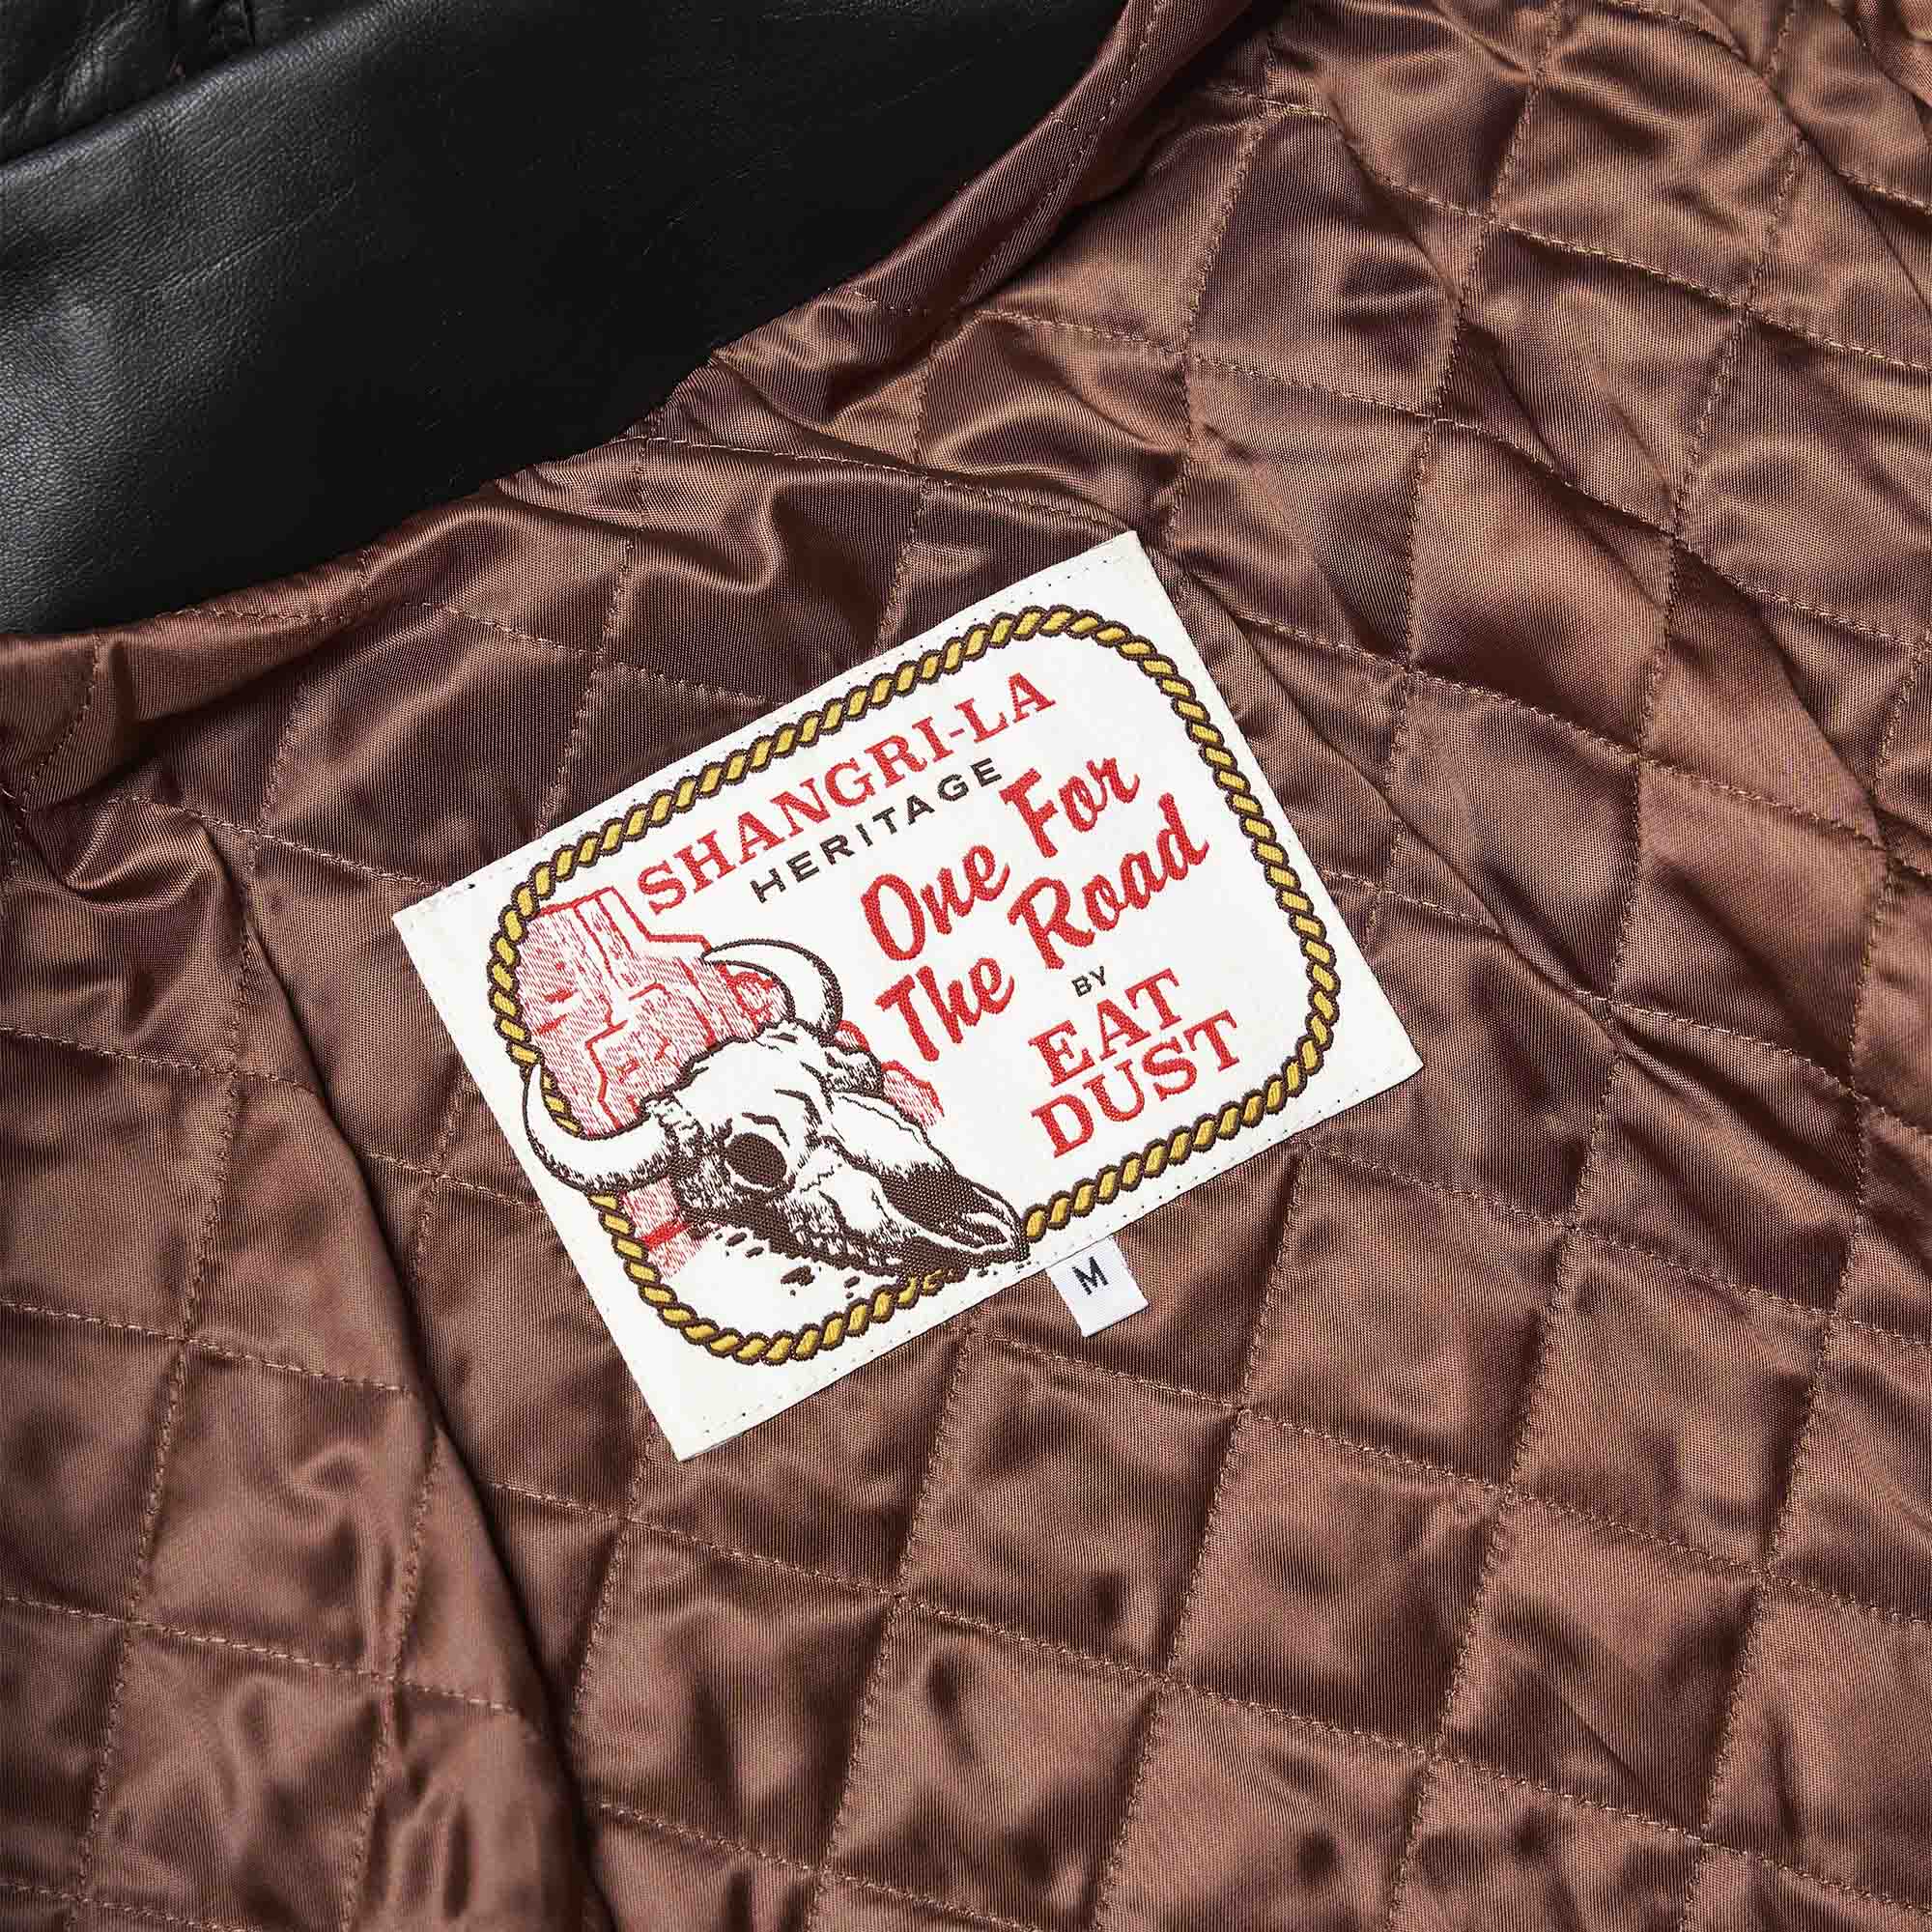 SHANGRI-LA
HERITAGE
One For
The Road
BY
EAT
DUST
M